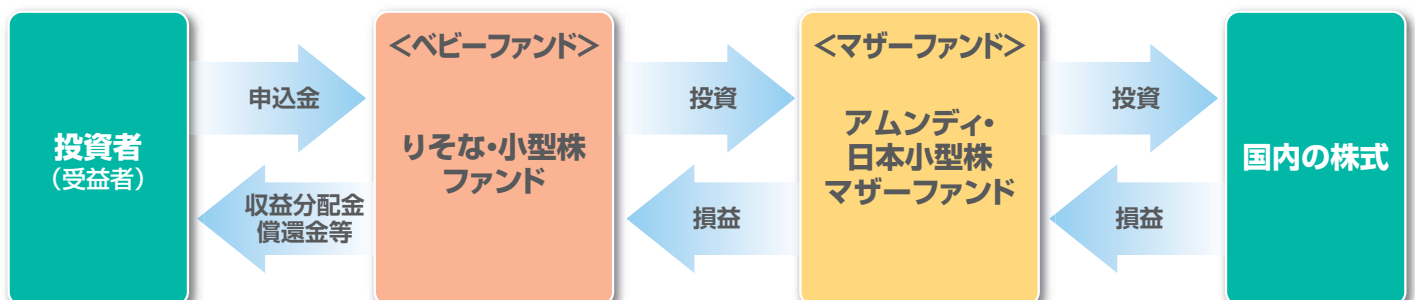 投資者
（受益者）
申込金
収益分配金
償還金等
＜ベビーファンド＞
りそな・小型株
ファンド
投資
損益
＜マザーファンド＞
アムンディ・
日本小型株
マザーファンド
投資
損益
国内の株式